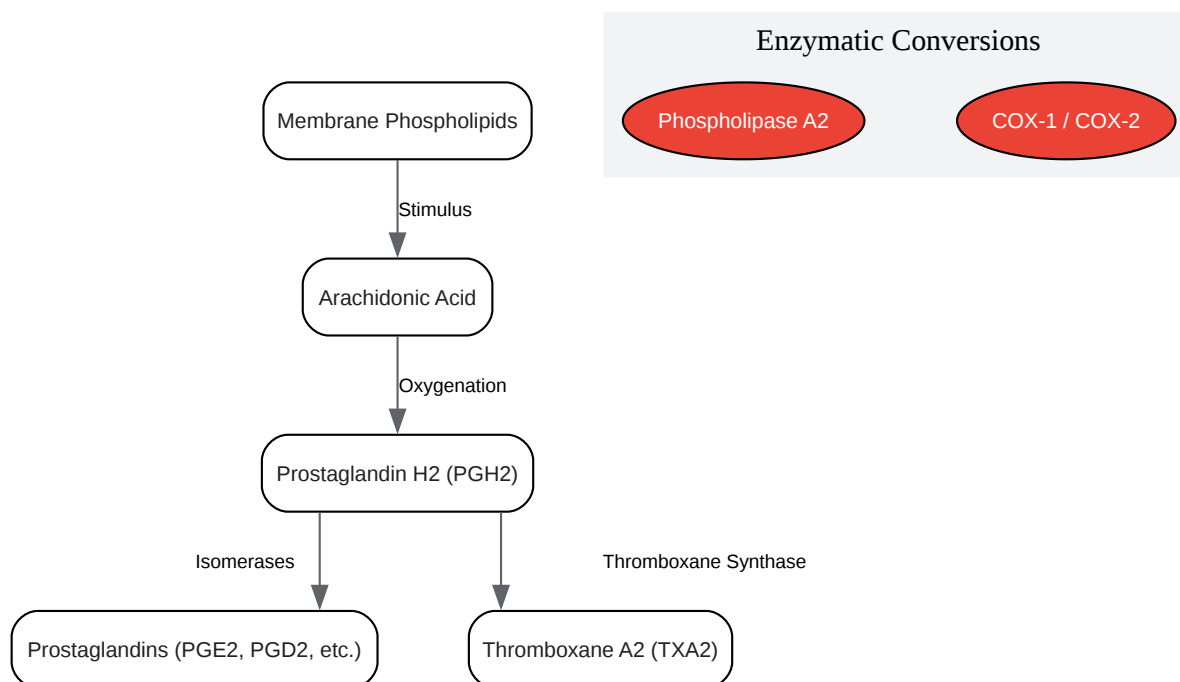 Enzymatic Conversions
Membrane Phospholipids
Phospholipase A2
COX-1 / COX-2
Stimulus
Arachidonic Acid
Oxygenation
Prostaglandin H2 (PGH2)
Isomerases
Thromboxane Synthase
Prostaglandins (PGE2, PGD2, etc.)
Thromboxane A2 (TXA2)